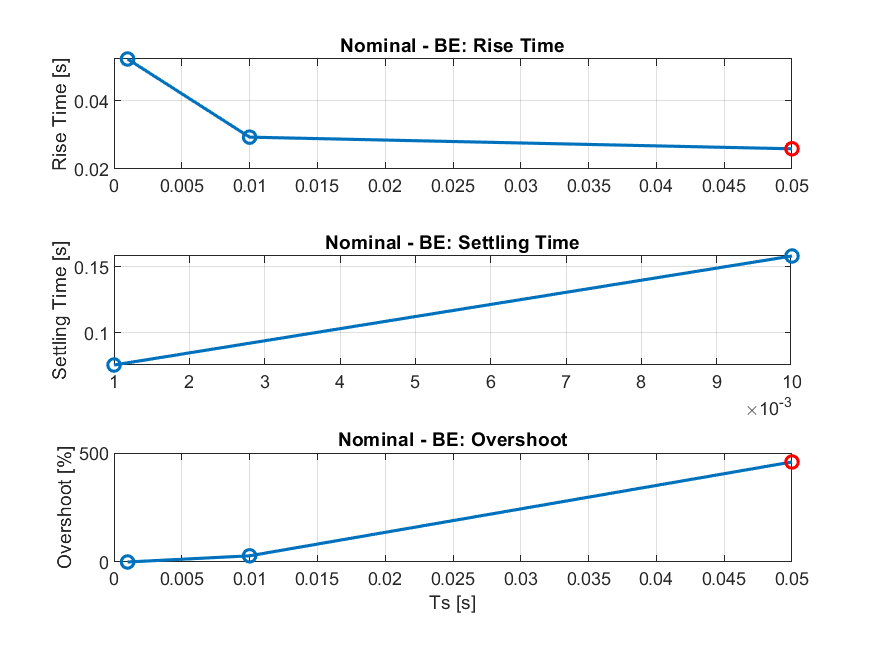 Nominal - BE: Rise Time
Rise Time [s]
0.04
0.02
0 0.005 0.01 0.015 0.02 0.025 0.03 0.035 0.04 0.045 0.05
Nominal - BE: Settling Time
Settling Time [s]
0.15
0.1
1 2 3 4 5 6 7 8 9 10
×10-3
Nominal - BE: Overshoot
Overshoot [%]
500
0
0 0.005 0.01 0.015 0.02 0.025 0.03 0.035 0.04 0.045 0.05
Ts [s]